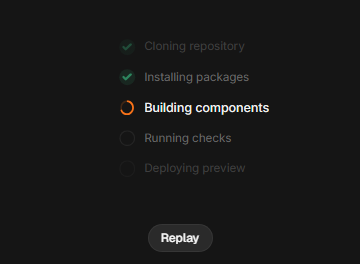 Cloning repository
Installing packages
Building components
Running checks
Deploying preview
Replay